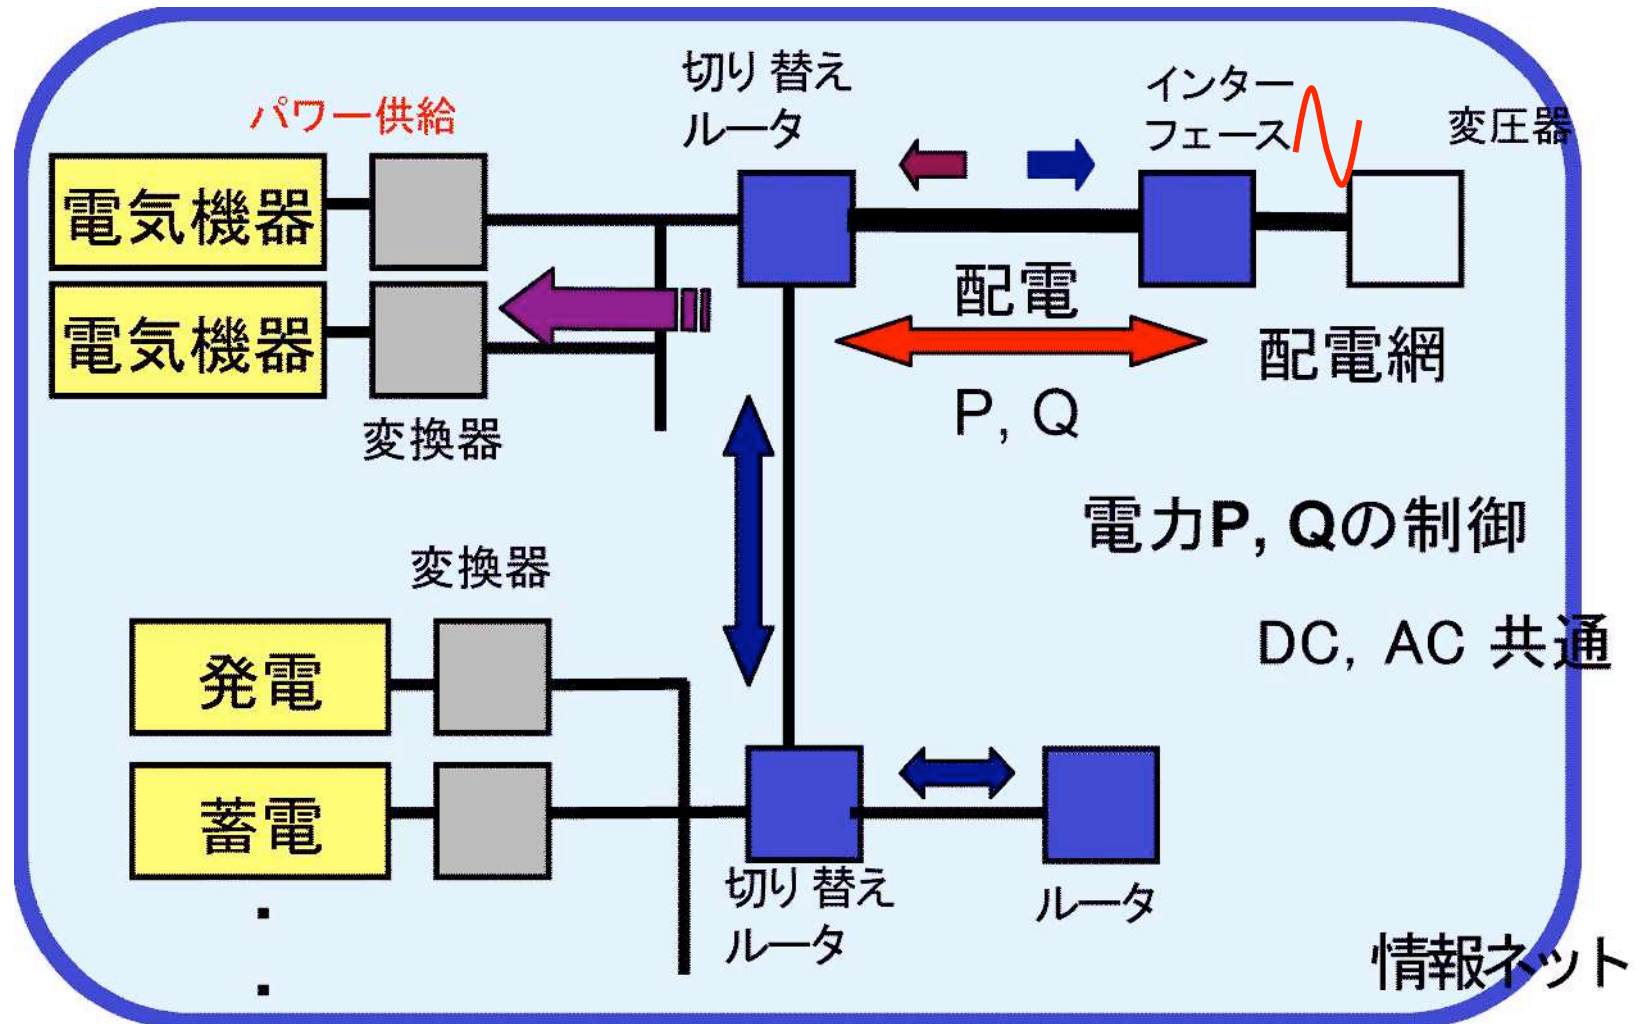 切り替え
ルータ
インター
フェース
変圧器
パワー供給
電気機器
電気機器
変換器
配電
P, Q
配電網
電力P, Qの制御
DC, AC 共通
変換器
発電
蓄電
切り替え
ルータ
ルータ
情報ネット